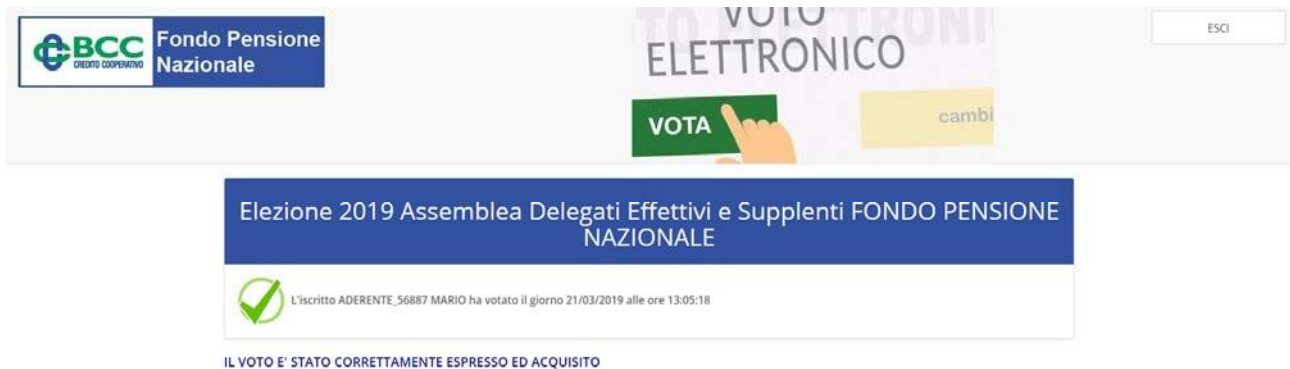 BCC
CREDITO COOPERATIVO
Fondo Pensione
Nazionale
VOTO
ELETTRONICO
VOTA
cambi
ESCI
Elezione 2019 Assemblea Delegati Effettivi e Supplenti FONDO PENSIONE
NAZIONALE
L'iscritto ADERENTE_56887 MARIO ha votato il giorno 21/03/2019 alle ore 13:05:18
IL VOTO E' STATO CORRETTAMENTE ESPRESSO ED ACQUISITO